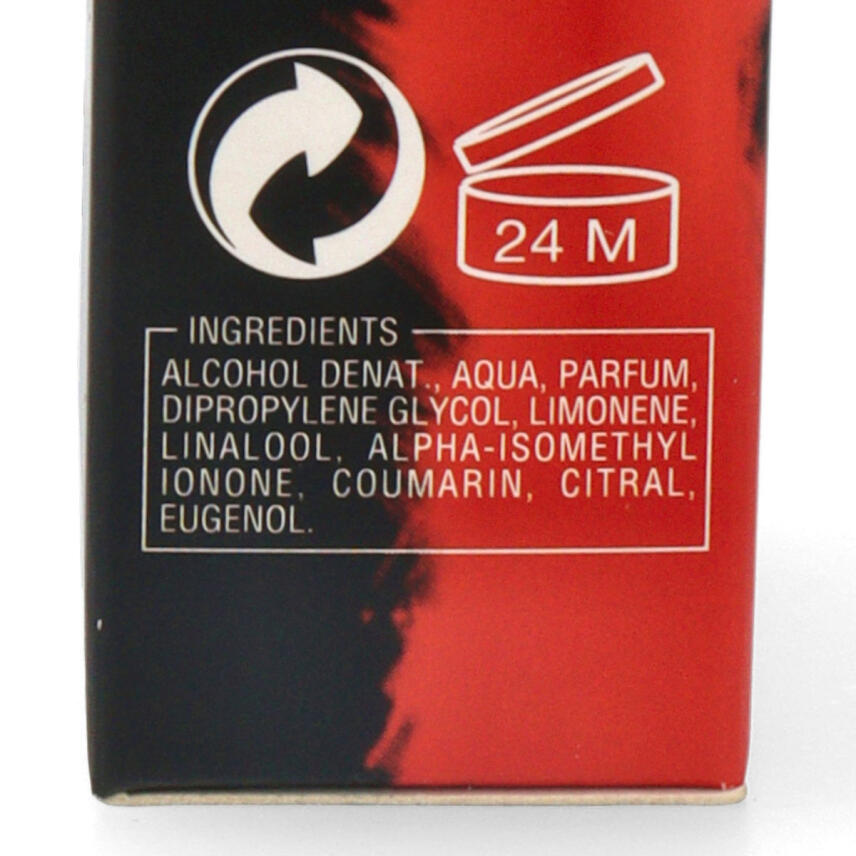 24 M
INGREDIENTS
ALCOHOL DENAT., AQUA, PARFUM,
DIPROPYLENE GLYCOL, LIMONENE,
LINALOOL, ALPHA-ISOMETHYL
IONONE, COUMARIN, CITRAL,
EUGENOL.